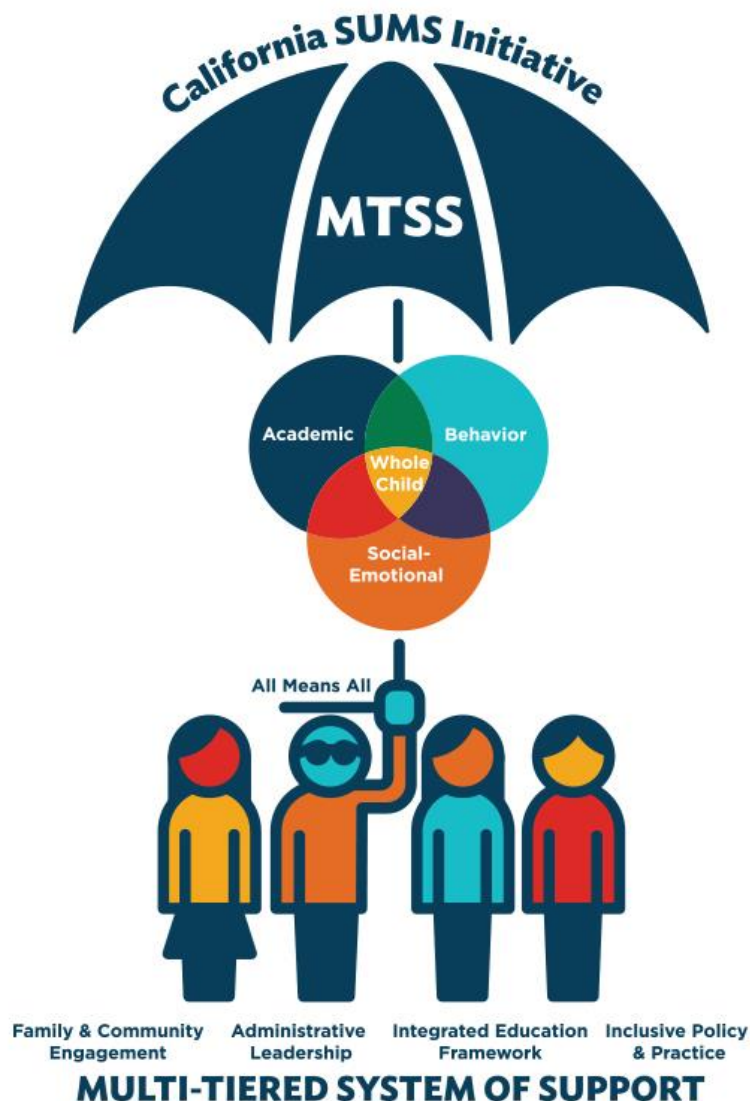 California SUMS Initiative
MTSS
Academic
Behavior
Whole
Child
Social-
Emotional
All Means All
Family & Community
Engagement
Administrative
Leadership
Integrated Education
Framework
Inclusive Policy
& Practice
MULTI-TIERED SYSTEM OF SUPPORT